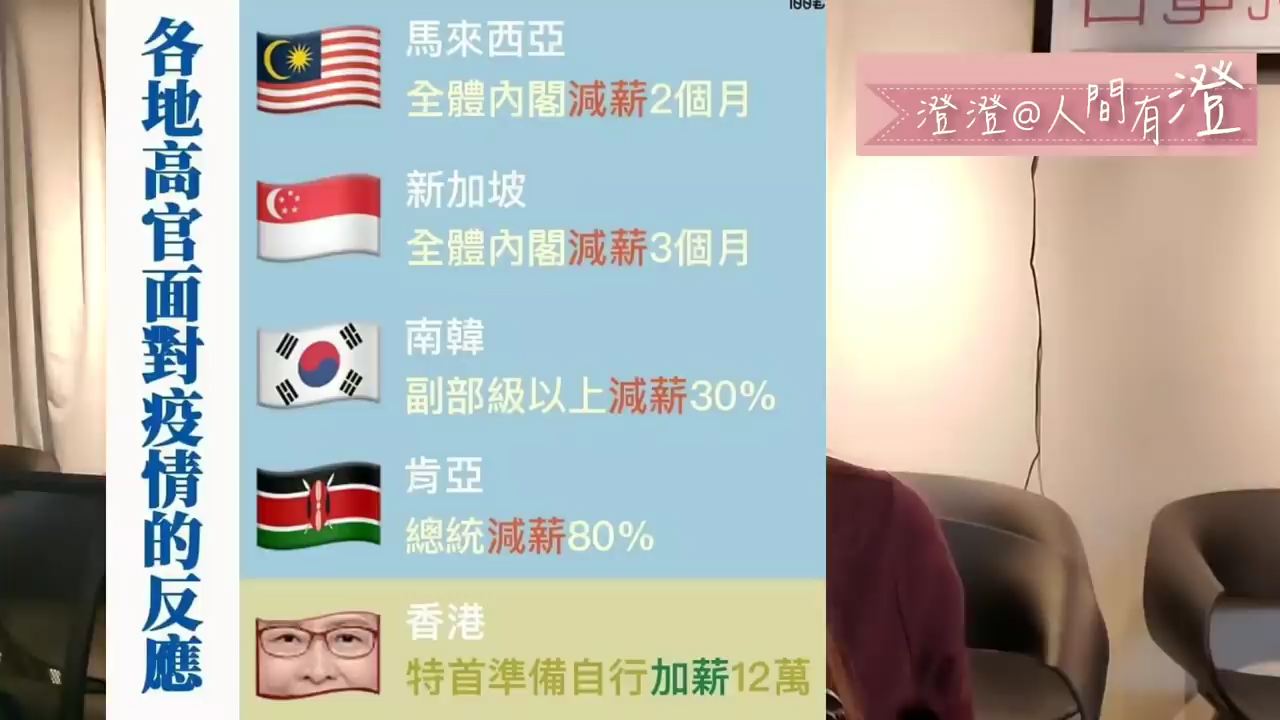 各地高官面對疫情的反應
馬來西亞
全體內閣減薪2個月
新加坡
全體內閣減薪3個月
南韓
副部級以上減薪30%
肯亞
總統減薪80%
香港
特首準備自行加薪12萬
澄澄@人間有澄